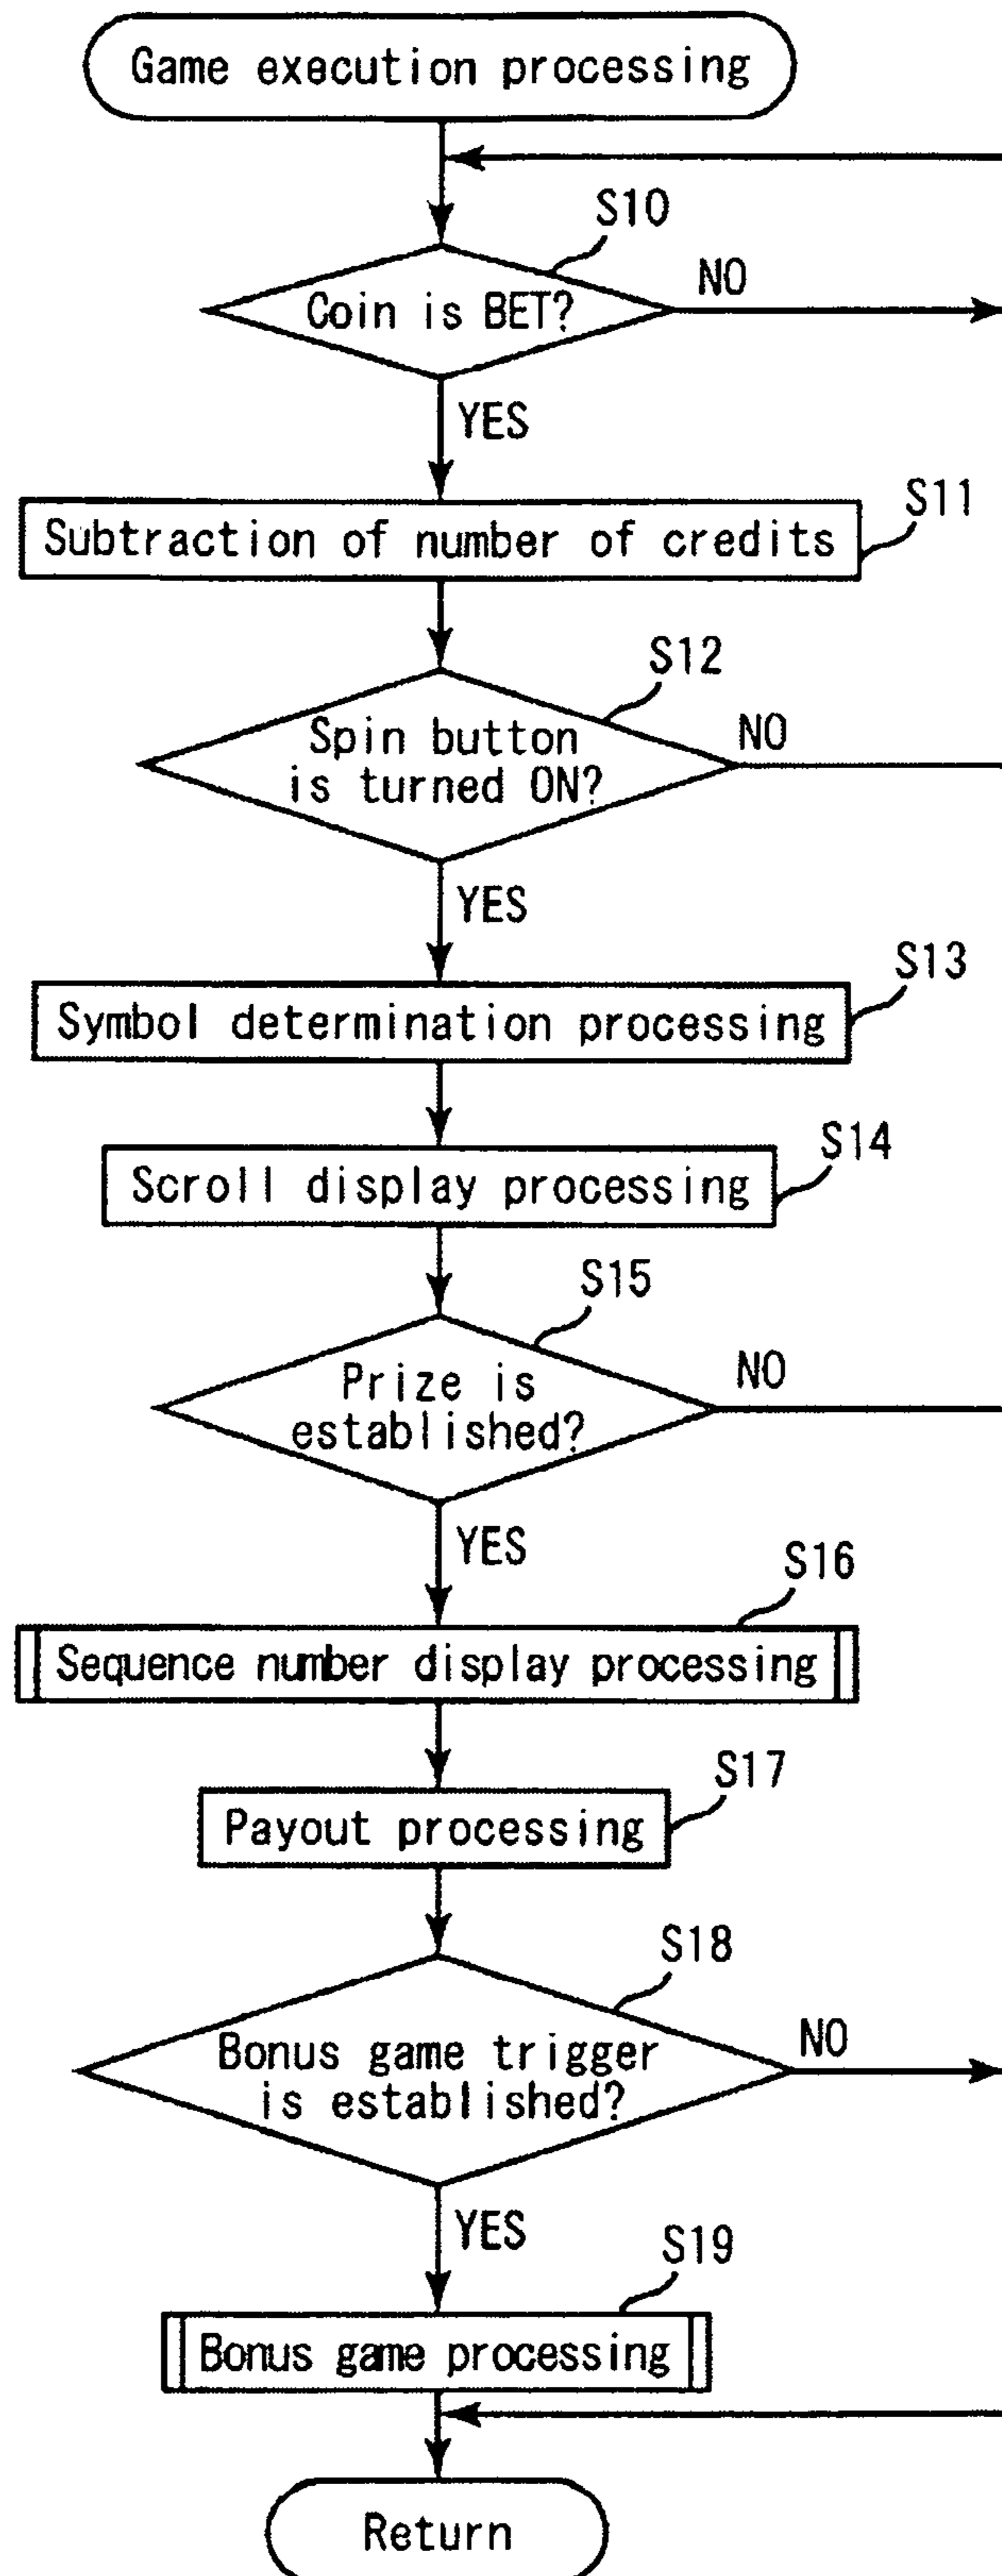 Game execution processing
S10
Coin is BET?
NO
YES
S11
Subtraction of number of credits
S12
Spin button
is turned ON?
NO
YES
S13
Symbol determination processing
S14
Scroll display processing
S15
Prize is
established?
NO
YES
S16
Sequence number display processing
S17
Payout processing
S18
Bonus game trigger
is established?
NO
YES
S19
Bonus game processing
Return